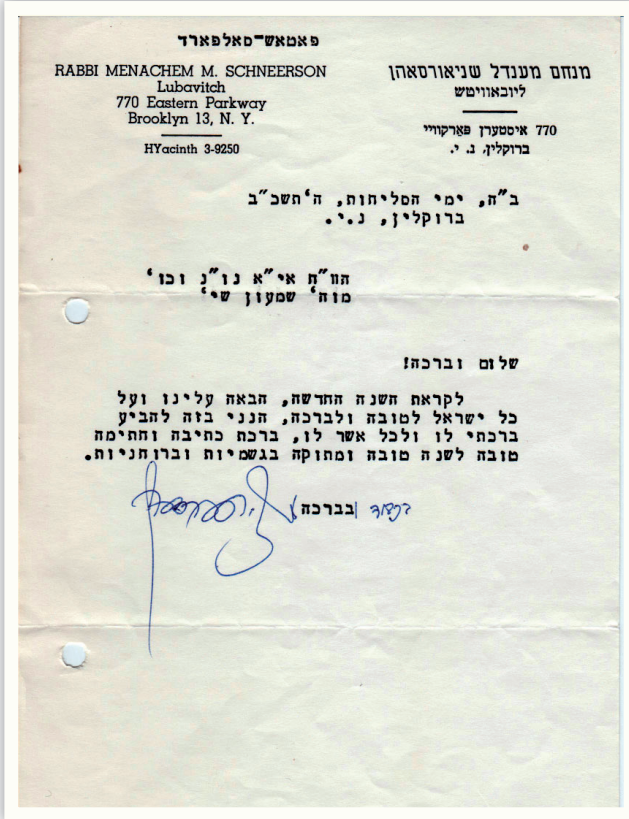 פאטאש-סאלפארד
RABBI MENACHEM M. SCHNEERSON
Lubavitch
770 Eastern Parkway
Brooklyn 13, N. Y.
HYacinth 3-9250
מנחם מענדל שניאורסאהן
ליובאוויטש
770 איסטערן פארקוויי
ברוקלין, נ. י.
ב"ה, ימי הסליחות, ה'תשכ"ב
ברוקלין, נ.י.
הוו"ח אי"א נו"נ וכו'
מוה' שמעון שי'
שלום וברכה!
לקראת השנה החדשה, הבאה עלינו ועל
כל ישראל לטובה ולברכה, הנני בזה להביע
ברכתי לו ולכל אשר לו, ברכת כתיבה וחתימה
טובה לשנה טובה ומתוקה בגשמיות וברוחניות.
בברכה